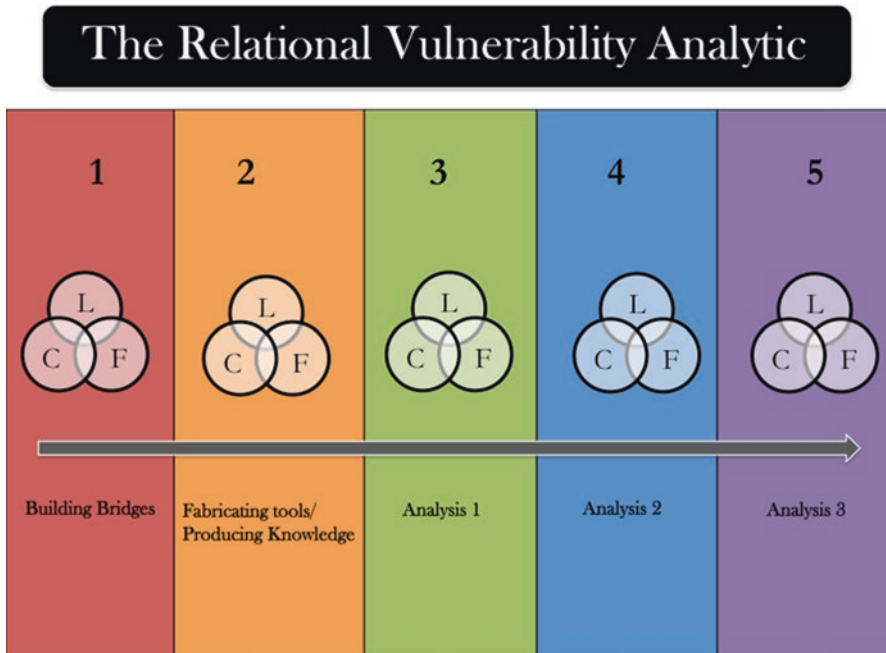 The Relational Vulnerability Analytic
1 2 3 4 5
L L L L L
C F C F C F C F C F
Building Bridges Fabricating tools/ Analysis 1 Analysis 2 Analysis 3
Producing Knowledge